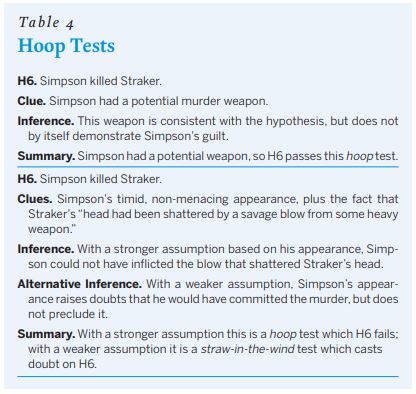 Table 4
Hoop Tests
H6. Simpson killed Straker.
Clue. Simpson had a potential murder weapon.
Inference. This weapon is consistent with the hypothesis, but does not
by itself demonstrate Simpson’s guilt.
Summary. Simpson had a potential weapon, so H6 passes this hoop test.
H6. Simpson killed Straker.
Clues. Simpson’s timid, non-menacing appearance, plus the fact that
Straker’s “head had been shattered by a savage blow from some heavy
weapon.”
Inference. With a stronger assumption based on his appearance, Simp-
son could not have inflicted the blow that shattered Straker’s head.
Alternative Inference. With a weaker assumption, Simpson’s appear-
ance raises doubts that he would have committed the murder, but does
not preclude it.
Summary. With a stronger assumption this is a hoop test which H6 fails;
with a weaker assumption it is a straw-in-the-wind test which casts
doubt on H6.